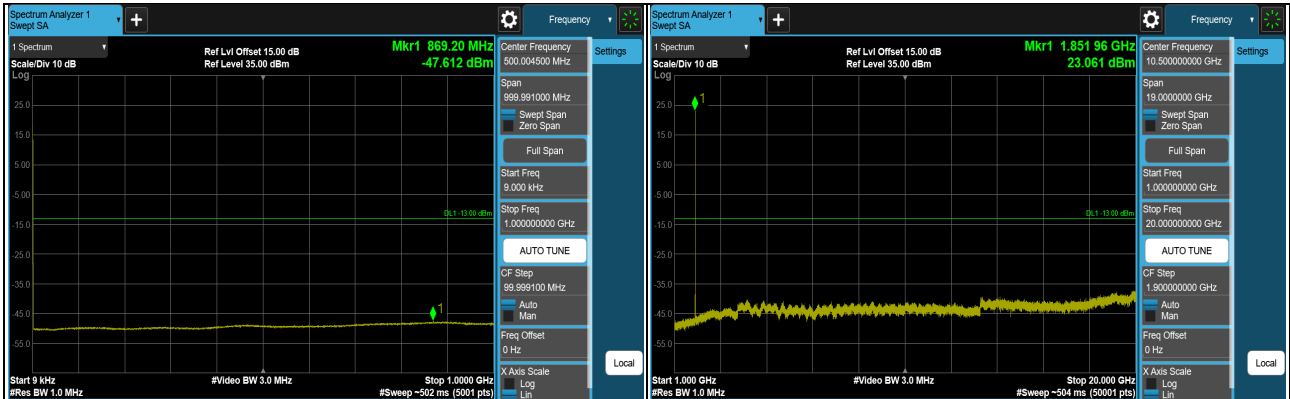 Spectrum Analyzer 1
Swept SA
+
Frequency
1 Spectrum
Scale/Div 10 dB
Ref Lvl Offset 15.00 dB
Ref Level 35.00 dBm
Mkr1 869.20 MHz
-47.612 dBm
Log
25.0
15.0
5.00
-5.00
-15.0
-25.0
-35.0
-45.0
-55.0
DL1 -13.00 dBm
1
Start 9 kHz
#Res BW 1.0 MHz
#Video BW 3.0 MHz
Stop 1.0000 GHz
#Sweep ~502 ms (5001 pts)
Center Frequency
500.004500 MHz
Settings
Span
999.991000 MHz
Swept Span
Zero Span
Full Span
Start Freq
9.000 kHz
Stop Freq
1.000000000 GHz
AUTO TUNE
CF Step
99.999100 MHz
Auto
Man
Freq Offset
0 Hz
X Axis Scale
Log
Lin
Local
Spectrum Analyzer 1
Swept SA
+
Frequency
1 Spectrum
Scale/Div 10 dB
Ref Lvl Offset 15.00 dB
Ref Level 35.00 dBm
Mkr1 1.851 96 GHz
23.061 dBm
Log
25.0
15.0
5.00
-5.00
-15.0
-25.0
-35.0
-45.0
-55.0
1
DL1 -13.00 dBm
Start 1.000 GHz
#Res BW 1.0 MHz
#Video BW 3.0 MHz
Stop 20.000 GHz
#Sweep ~504 ms (50001 pts)
Center Frequency
10.500000000 GHz
Settings
Span
19.0000000 GHz
Swept Span
Zero Span
Full Span
Start Freq
1.000000000 GHz
Stop Freq
20.000000000 GHz
AUTO TUNE
CF Step
1.900000000 GHz
Auto
Man
Freq Offset
0 Hz
X Axis Scale
Log
Lin
Local